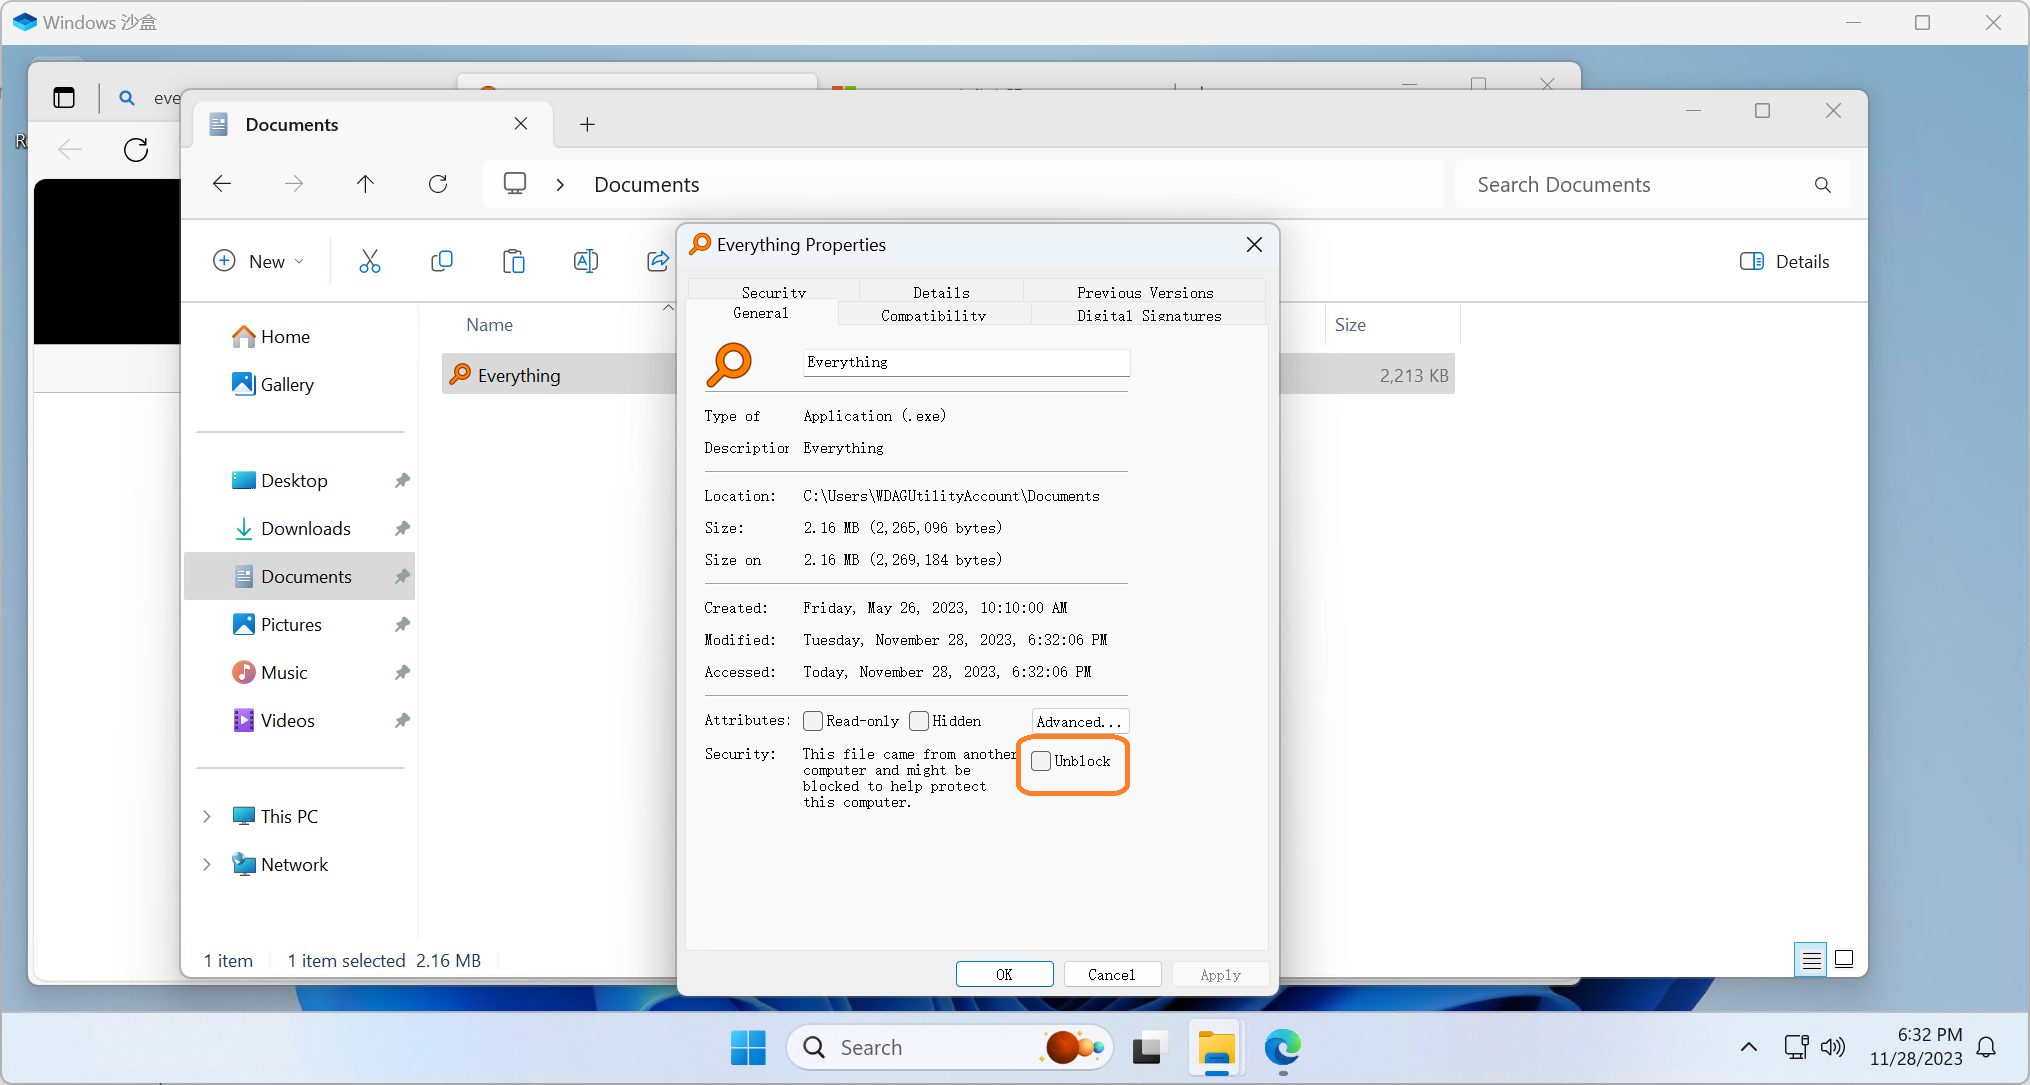 Windows 沙盒
eve
Documents
Documents
Search Documents
New
Details
Everything Properties
Security
Details
Previous Versions
General
Compatibility
Digital Signatures
Name
Size
Everything
2,213 KB
Home
Gallery
Desktop
Downloads
Documents
Pictures
Music
Videos
This PC
Network
Everything
Type of
Application (.exe)
Description
Everything
Location:
C:\Users\WDAGUtilityAccount\Documents
Size:
2.16 MB (2,265,096 bytes)
Size on
2.16 MB (2,269,184 bytes)
Created:
Friday, May 26, 2023, 10:10:00 AM
Modified:
Tuesday, November 28, 2023, 6:32:06 PM
Accessed:
Today, November 28, 2023, 6:32:06 PM
Attributes:
Read-only
Hidden
Advanced...
Security:
This file came from another
computer and might be
blocked to help protect
this computer.
Unblock
1 item
1 item selected 2.16 MB
OK
Cancel
Apply
Search
6:32 PM
11/28/2023